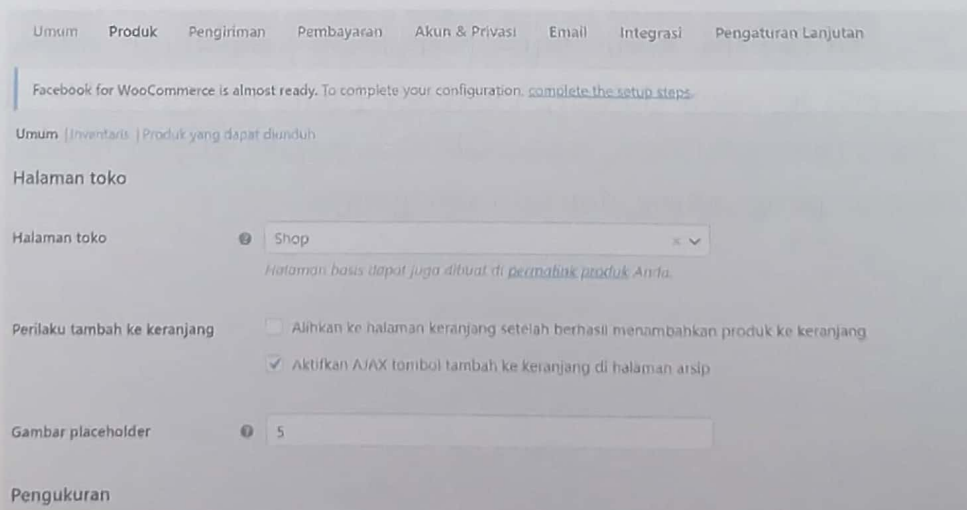 Umum Produk Pengiriman Pembayaran Akun & Privasi Email Integrasi Pengaturan Lanjutan
Facebook for WooCommerce is almost ready. To complete your configuration, complete the setup steps.
Umum | Inventaris | Produk yang dapat diunduh
Halaman toko
Halaman toko Shop
Halaman basis dapat juga dibuat di permalink produk Anda.
Perilaku tambah ke keranjang Alihkan ke halaman keranjang setelah berhasil menambahkan produk ke keranjang
Aktifkan AJAX tombol tambah ke keranjang di halaman arsip
Gambar placeholder 5
Pengukuran